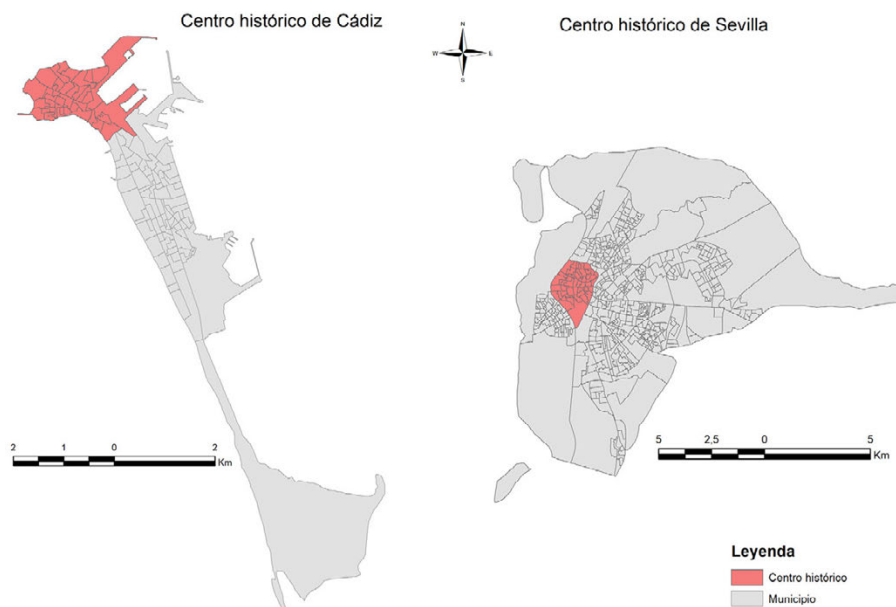 Centro histórico de Cádiz
Centro histórico de Sevilla
N
W E
S
2 1 0 2
Km
5 2,5 0 5
Km
Leyenda
Centro histórico
Municipio